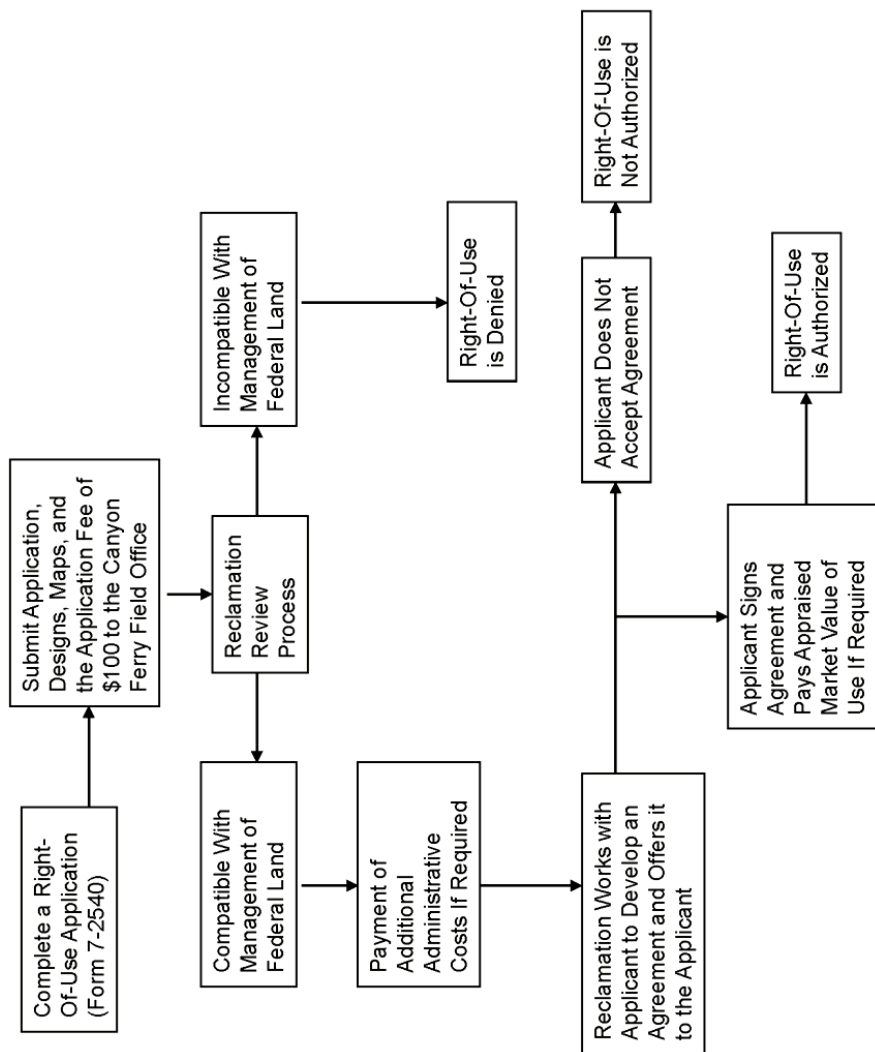 Complete a Right-
Of-Use Application
(Form 7-2540)
Submit Application,
Designs, Maps, and
the Application Fee of
$100 to the Canyon
Ferry Field Office
Reclamation
Review
Process
Compatible With
Management of
Federal Land
Incompatible With
Management of
Federal Land
Payment of
Additional
Administrative
Costs If Required
Right-Of-Use
is Denied
Reclamation Works with
Applicant to Develop an
Agreement and Offers it
to the Applicant
Applicant Does Not
Accept Agreement
Right-Of-Use is
Not Authorized
Applicant Signs
Agreement and
Pays Appraised
Market Value of
Use If Required
Right-Of-Use
is Authorized